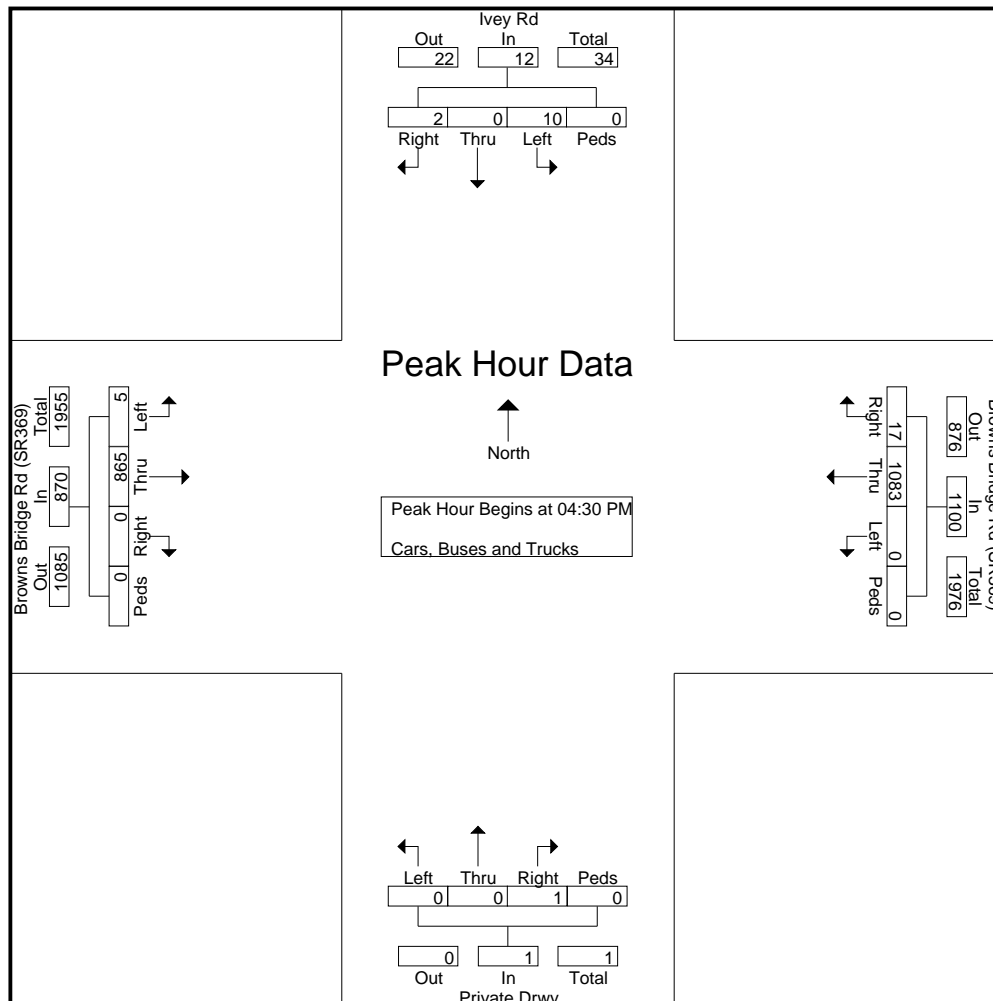 Ivey Rd
Out In Total
22 12 34
2 0 10 0
Right Thru Left Peds
Peak Hour Data
North
Peak Hour Begins at 04:30 PM
Cars, Buses and Trucks
Browns Bridge Rd (SR369)
Out In Total
1085 870 1955
5 865 0 0
Left Thru Right Peds
Right Thru Left Peds
17 1083 0 0
Out In Total
876 1100 1976
Left Thru Right Peds
0 0 1 0
0 1 1
Out In Total
Private Drwy